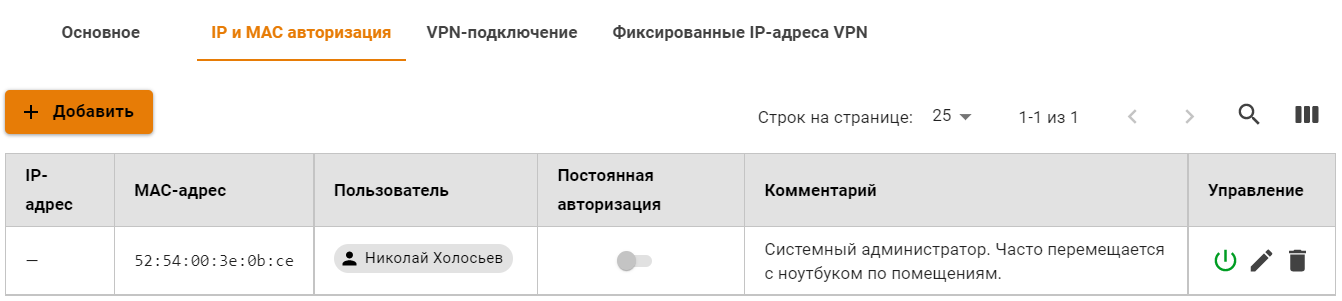 Основное IP и MAC авторизация VPN-подключение Фиксированные IP-адреса VPN
+ Добавить
Строк на странице: 25 1-1 из 1
IP-адрес MAC-адрес Пользователь Постоянная авторизация Комментарий Управление
— 52:54:00:3e:0b:ce Николай Холосьев Системный администратор. Часто перемещается
с ноутбуком по помещениям.